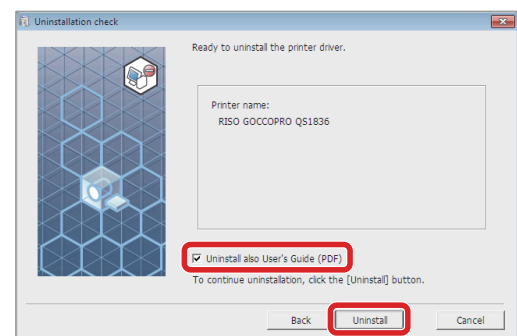 Uninstallation check
Ready to uninstall the printer driver.
Printer name:
RISO GOCCOPRO QS1836
Uninstall also User's Guide (PDF)
To continue uninstallation, click the [Uninstall] button.
Back Uninstall Cancel